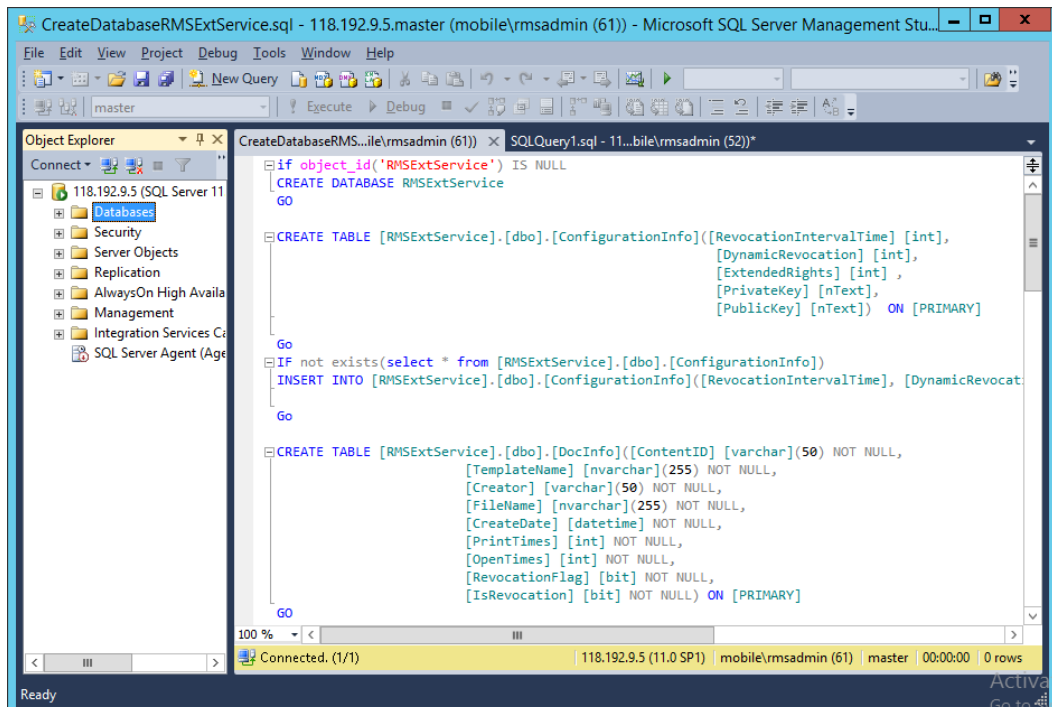 CreateDatabaseRMSExtService.sql - 118.192.9.5.master (mobile\rmsadmin (61)) - Microsoft SQL Server Management Stu...
File Edit View Project Debug Tools Window Help
New Query
master
Execute Debug
Object Explorer
CreateDatabaseRMS...ile\rmsadmin (61))
SQLQuery1.sql - 11...bile\rmsadmin (52))*
Connect
118.192.9.5 (SQL Server 11
Databases
Security
Server Objects
Replication
AlwaysOn High Availa
Management
Integration Services Ca
SQL Server Agent (Age
if object_id('RMSExtService') IS NULL
CREATE DATABASE RMSExtService
GO
CREATE TABLE [RMSExtService].[dbo].[ConfigurationInfo]([RevocationIntervalTime] [int],
[DynamicRevocation] [int],
[ExtendedRights] [int] ,
[PrivateKey] [nText],
[PublicKey] [nText]) ON [PRIMARY]
Go
IF not exists(select * from [RMSExtService].[dbo].[ConfigurationInfo])
INSERT INTO [RMSExtService].[dbo].[ConfigurationInfo]([RevocationIntervalTime], [DynamicRevocat
Go
CREATE TABLE [RMSExtService].[dbo].[DocInfo]([ContentID] [varchar](50) NOT NULL,
[TemplateName] [nvarchar](255) NOT NULL,
[Creator] [varchar](50) NOT NULL,
[FileName] [nvarchar](255) NOT NULL,
[CreateDate] [datetime] NOT NULL,
[PrintTimes] [int] NOT NULL,
[OpenTimes] [int] NOT NULL,
[RevocationFlag] [bit] NOT NULL,
[IsRevocation] [bit] NOT NULL) ON [PRIMARY]
GO
100 %
Connected. (1/1)
118.192.9.5 (11.0 SP1)
mobile\rmsadmin (61)
master
00:00:00
0 rows
Ready
Activa
Go to